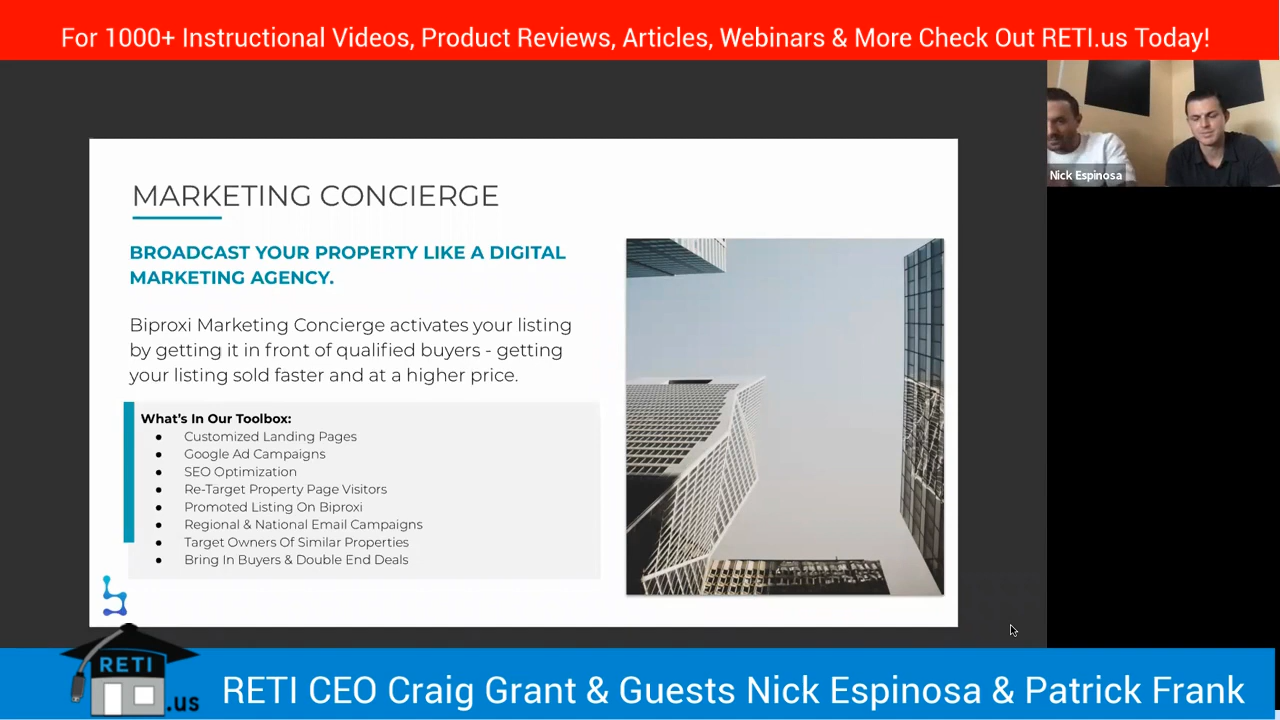 For 1000+ Instructional Videos, Product Reviews, Articles, Webinars & More Check Out RETI.us Today!
Nick Espinosa
MARKETING CONCIERGE
BROADCAST YOUR PROPERTY LIKE A DIGITAL
MARKETING AGENCY.
Biproxi Marketing Concierge activates your listing
by getting it in front of qualified buyers - getting
your listing sold faster and at a higher price.
What's In Our Toolbox:
● Customized Landing Pages
● Google Ad Campaigns
● SEO Optimization
● Re-Target Property Page Visitors
● Promoted Listing On Biproxi
● Regional & National Email Campaigns
● Target Owners Of Similar Properties
● Bring In Buyers & Double End Deals
RETI
.us
RETI CEO Craig Grant & Guests Nick Espinosa & Patrick Frank